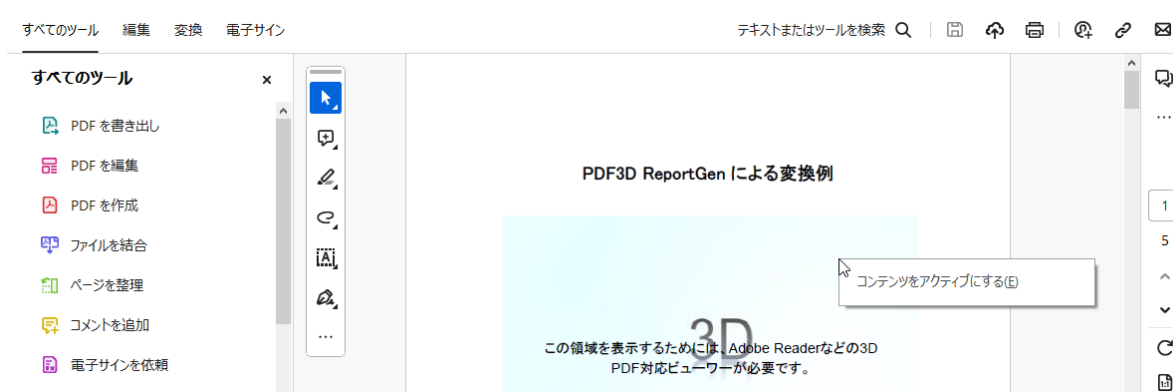 すべてのツール 編集 変換 電子サイン テキストまたはツールを検索
すべてのツール ×
PDF を書き出し
PDF を編集
PDF を作成
ファイルを結合
ページを整理
コメントを追加
電子サインを依頼
PDF3D ReportGen による変換例
コンテンツをアクティブにする(E)
3D
この領域を表示するためには、Adobe Readerなどの3D
PDF対応ビューワーが必要です。
1
5